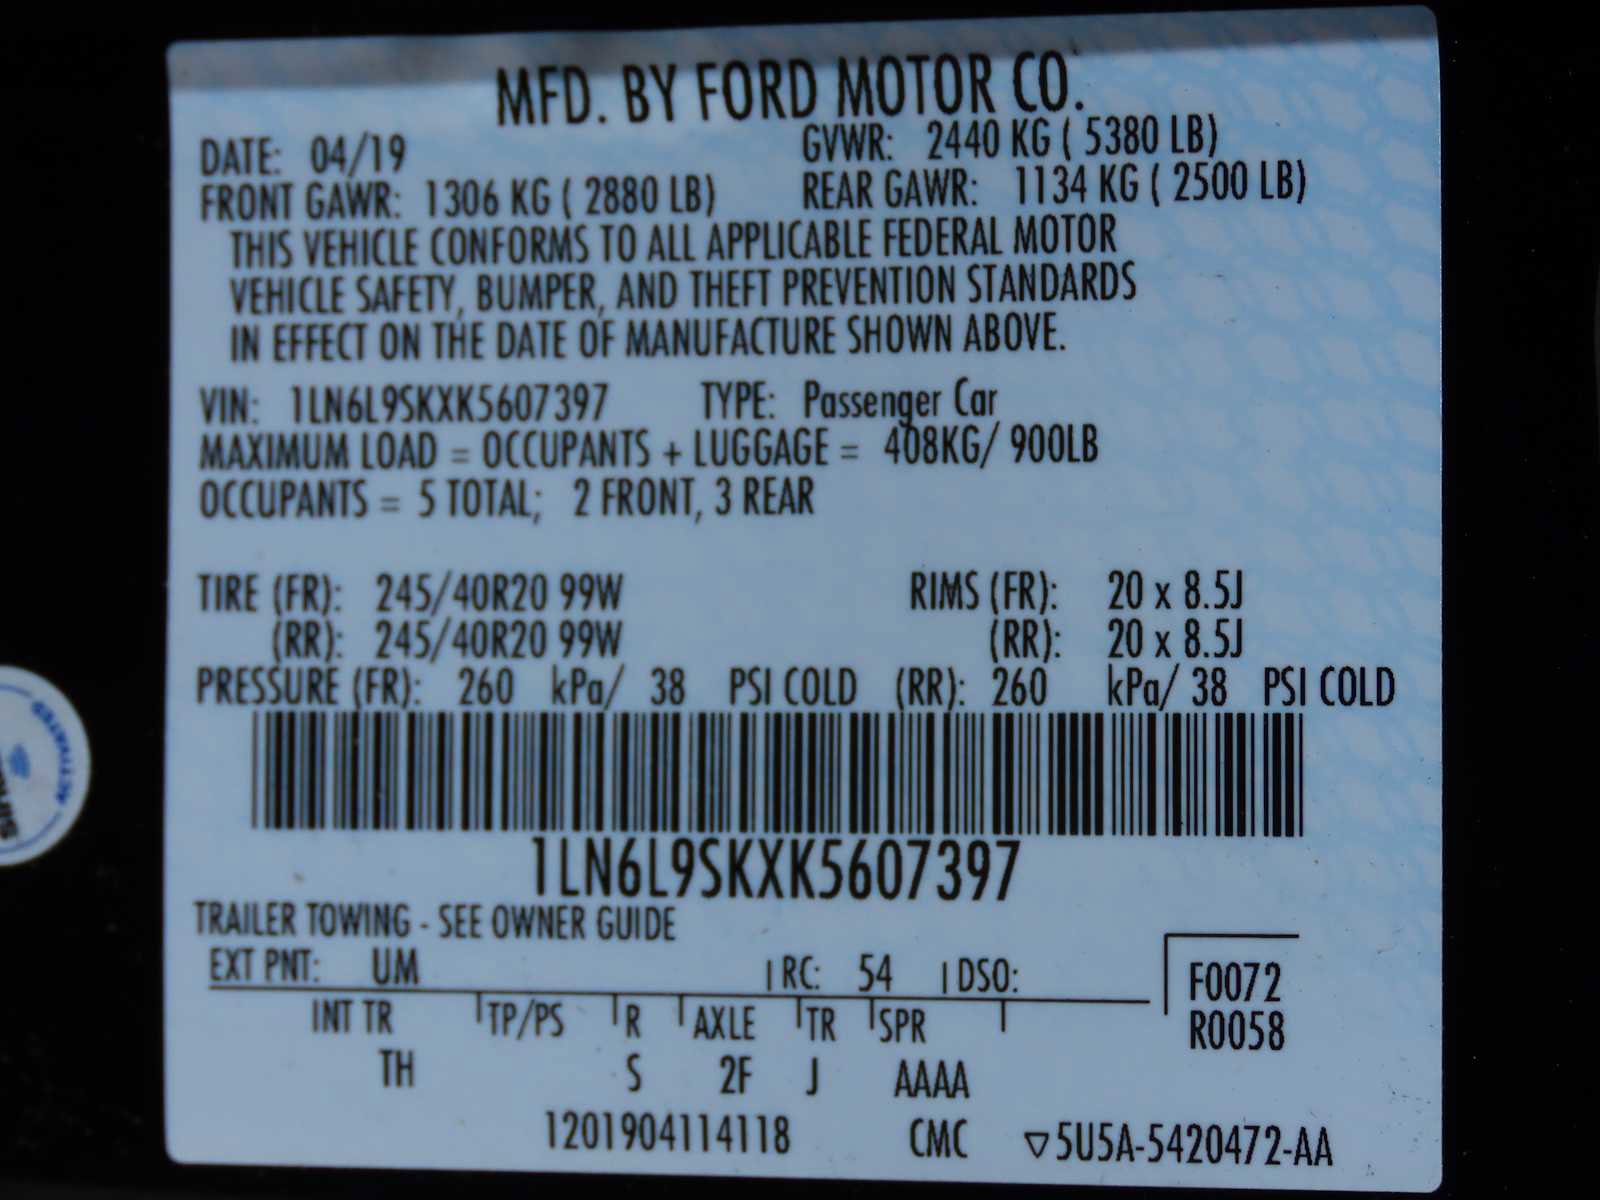 MFD. BY FORD MOTOR CO.
DATE: 04/19 GVWR: 2440 KG ( 5380 LB)
FRONT GAWR: 1306 KG ( 2880 LB) REAR GAWR: 1134 KG ( 2500 LB)
THIS VEHICLE CONFORMS TO ALL APPLICABLE FEDERAL MOTOR
VEHICLE SAFETY, BUMPER, AND THEFT PREVENTION STANDARDS
IN EFFECT ON THE DATE OF MANUFACTURE SHOWN ABOVE.
VIN: 1LN6L9SKXK5607397 TYPE: Passenger Car
MAXIMUM LOAD = OCCUPANTS + LUGGAGE = 408KG/ 900LB
OCCUPANTS = 5 TOTAL; 2 FRONT, 3 REAR
TIRE (FR): 245/40R20 99W RIMS (FR): 20 x 8.5J
(RR): 245/40R20 99W (RR): 20 x 8.5J
PRESSURE (FR): 260 kPa/ 38 PSI COLD (RR): 260 kPa/ 38 PSI COLD
1LN6L9SKXK5607397
TRAILER TOWING - SEE OWNER GUIDE
EXT PNT: UM RC: 54 DSO:
F0072
INT TR TP/PS R AXLE TR SPR
R0058
TH S 2F J AAAA
1201904114118 CMC ▽5U5A-5420472-AA
ACTIVATED